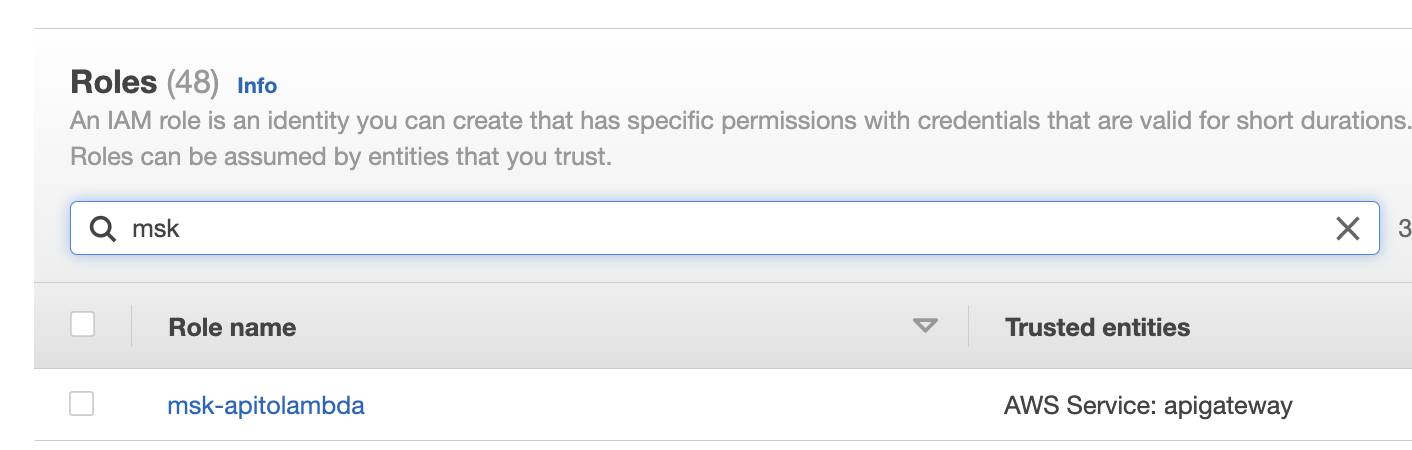 Roles (48) Info
An IAM role is an identity you can create that has specific permissions with credentials that are valid for short durations.
Roles can be assumed by entities that you trust.
msk 3
Role name Trusted entities
msk-apitolambda AWS Service: apigateway